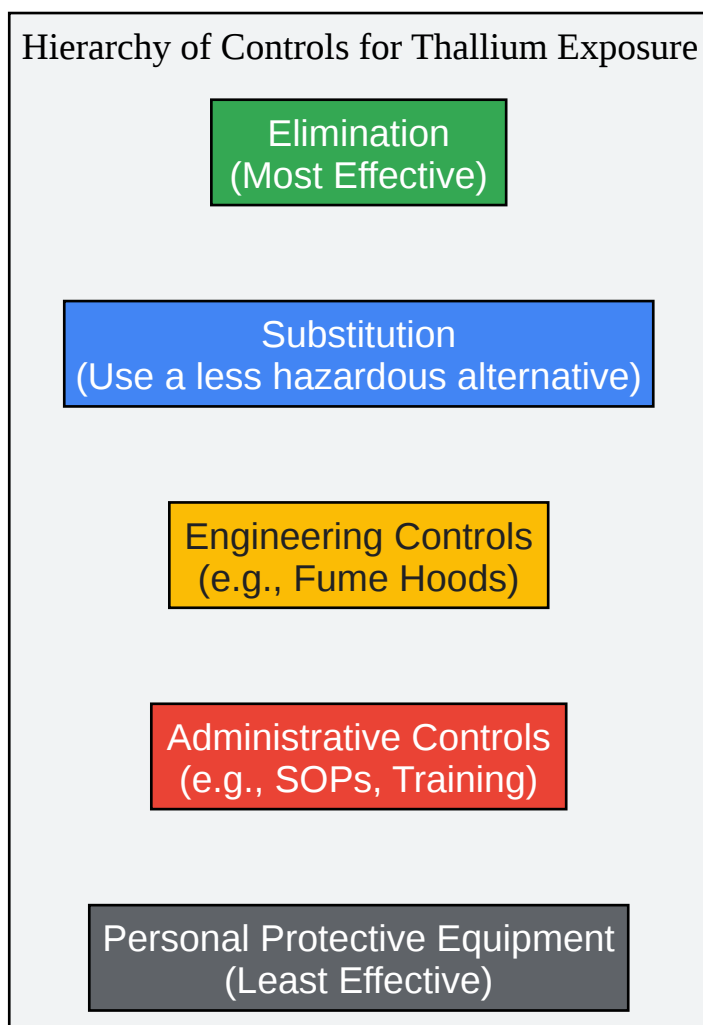 Hierarchy of Controls for Thallium Exposure
Elimination
(Most Effective)
Substitution
(Use a less hazardous alternative)
Engineering Controls
(e.g., Fume Hoods)
Administrative Controls
(e.g., SOPs, Training)
Personal Protective Equipment
(Least Effective)